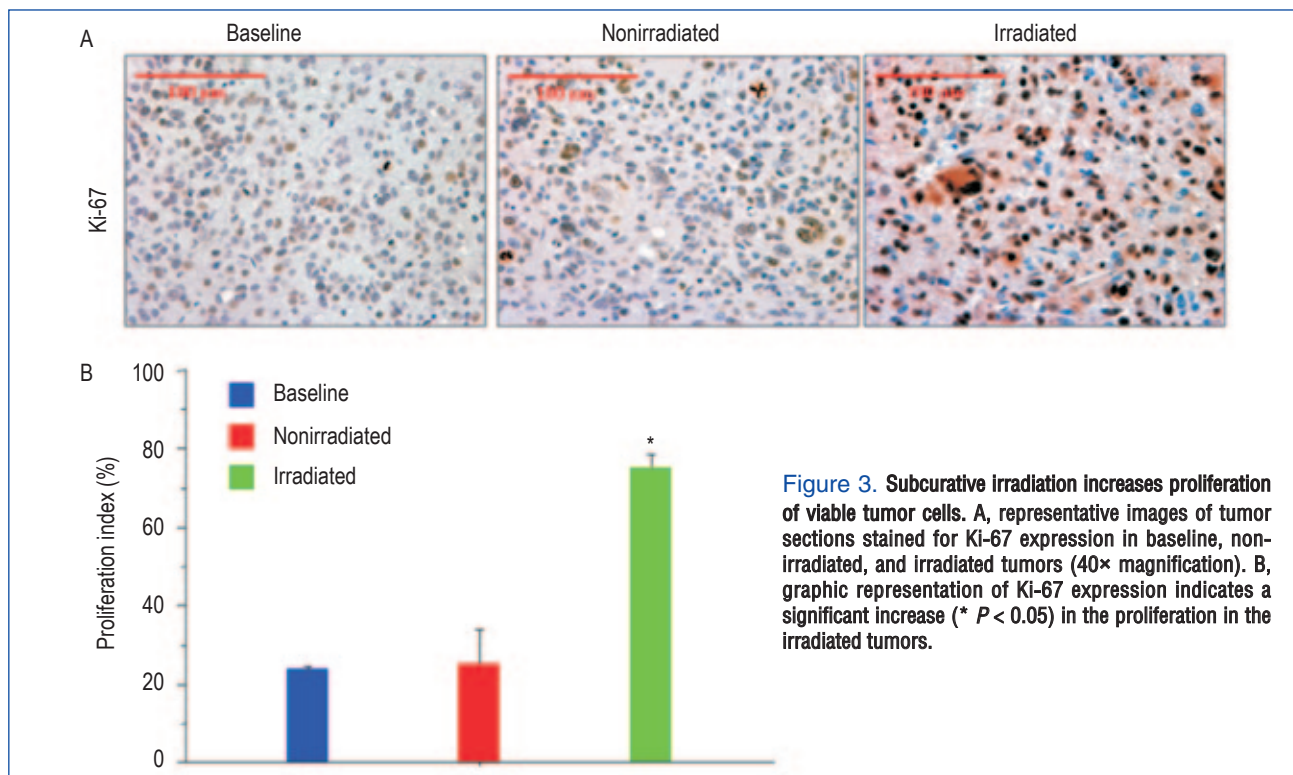 A
Baseline
Nonirradiated
Irradiated
100 μm
Ki-67
B
Proliferation index (%)
100
80
60
40
20
0
Baseline
Nonirradiated
Irradiated
*
Figure 3. Subcurative irradiation increases proliferation
of viable tumor cells. A, representative images of tumor
sections stained for Ki-67 expression in baseline, non-
irradiated, and irradiated tumors (40× magnification). B,
graphic representation of Ki-67 expression indicates a
significant increase (* P < 0.05) in the proliferation in the
irradiated tumors.